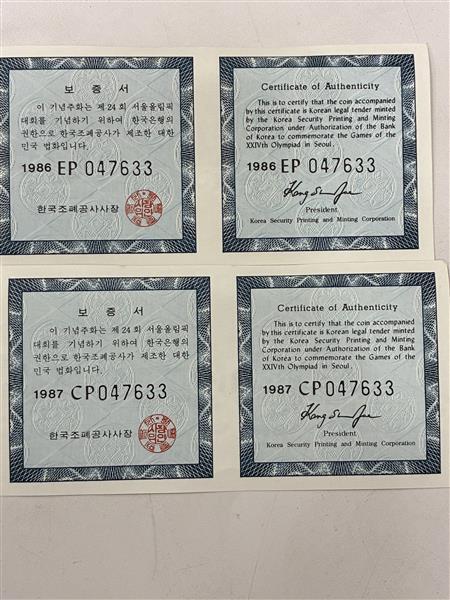 보 증 서
이 기념주화는 제 24 회 서울올림픽
대회를 기념하기 위하여 한국은행의
권한으로 한국조폐공사가 제조한 대한
민국 법화입니다.
1986 EP 047633
한국조폐공사사장
Certificate of Authenticity
This is to certify that the coin accompanied
by this certificate is Korean legal tender minted
by the Korea Security Printing and Minting
Corporation under Authorization of the Bank
of Korea to commemorate the Games of the
XXIVth Olympiad in Seoul.
1986 EP 047633
President
Korea Security Printing and Minting Corporation
보 증 서
이 기념주화는 제 24 회 서울올림픽
대회를 기념하기 위하여 한국은행의
권한으로 한국조폐공사가 제조한 대한
민국 법화입니다.
1987 CP047633
한국조폐공사사장
Certificate of Authenticity
This is to certify that the coin accompanied
by this certificate is Korean legal tender minted
by the Korea Security Printing and Minting
Corporation under Authorization of the Bank
of Korea to commemorate the Games of the
XXIVth Olympiad in Seoul.
1987 CP047633
President
Korea Security Printing and Minting Corporation